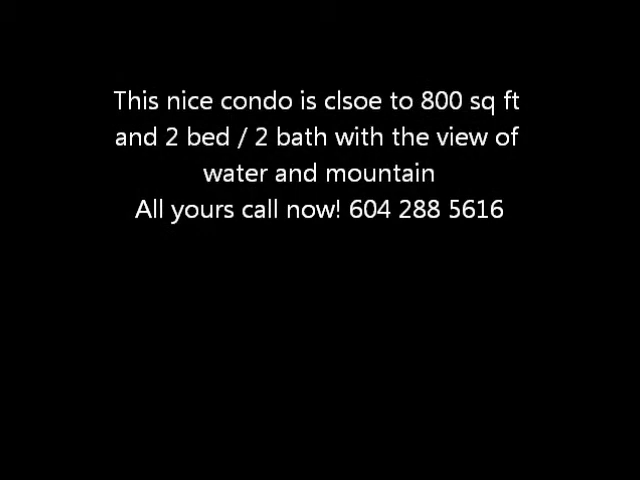 This nice condo is clsoe to 800 sq ft
and 2 bed / 2 bath with the view of
water and mountain
All yours call now! 604 288 5616